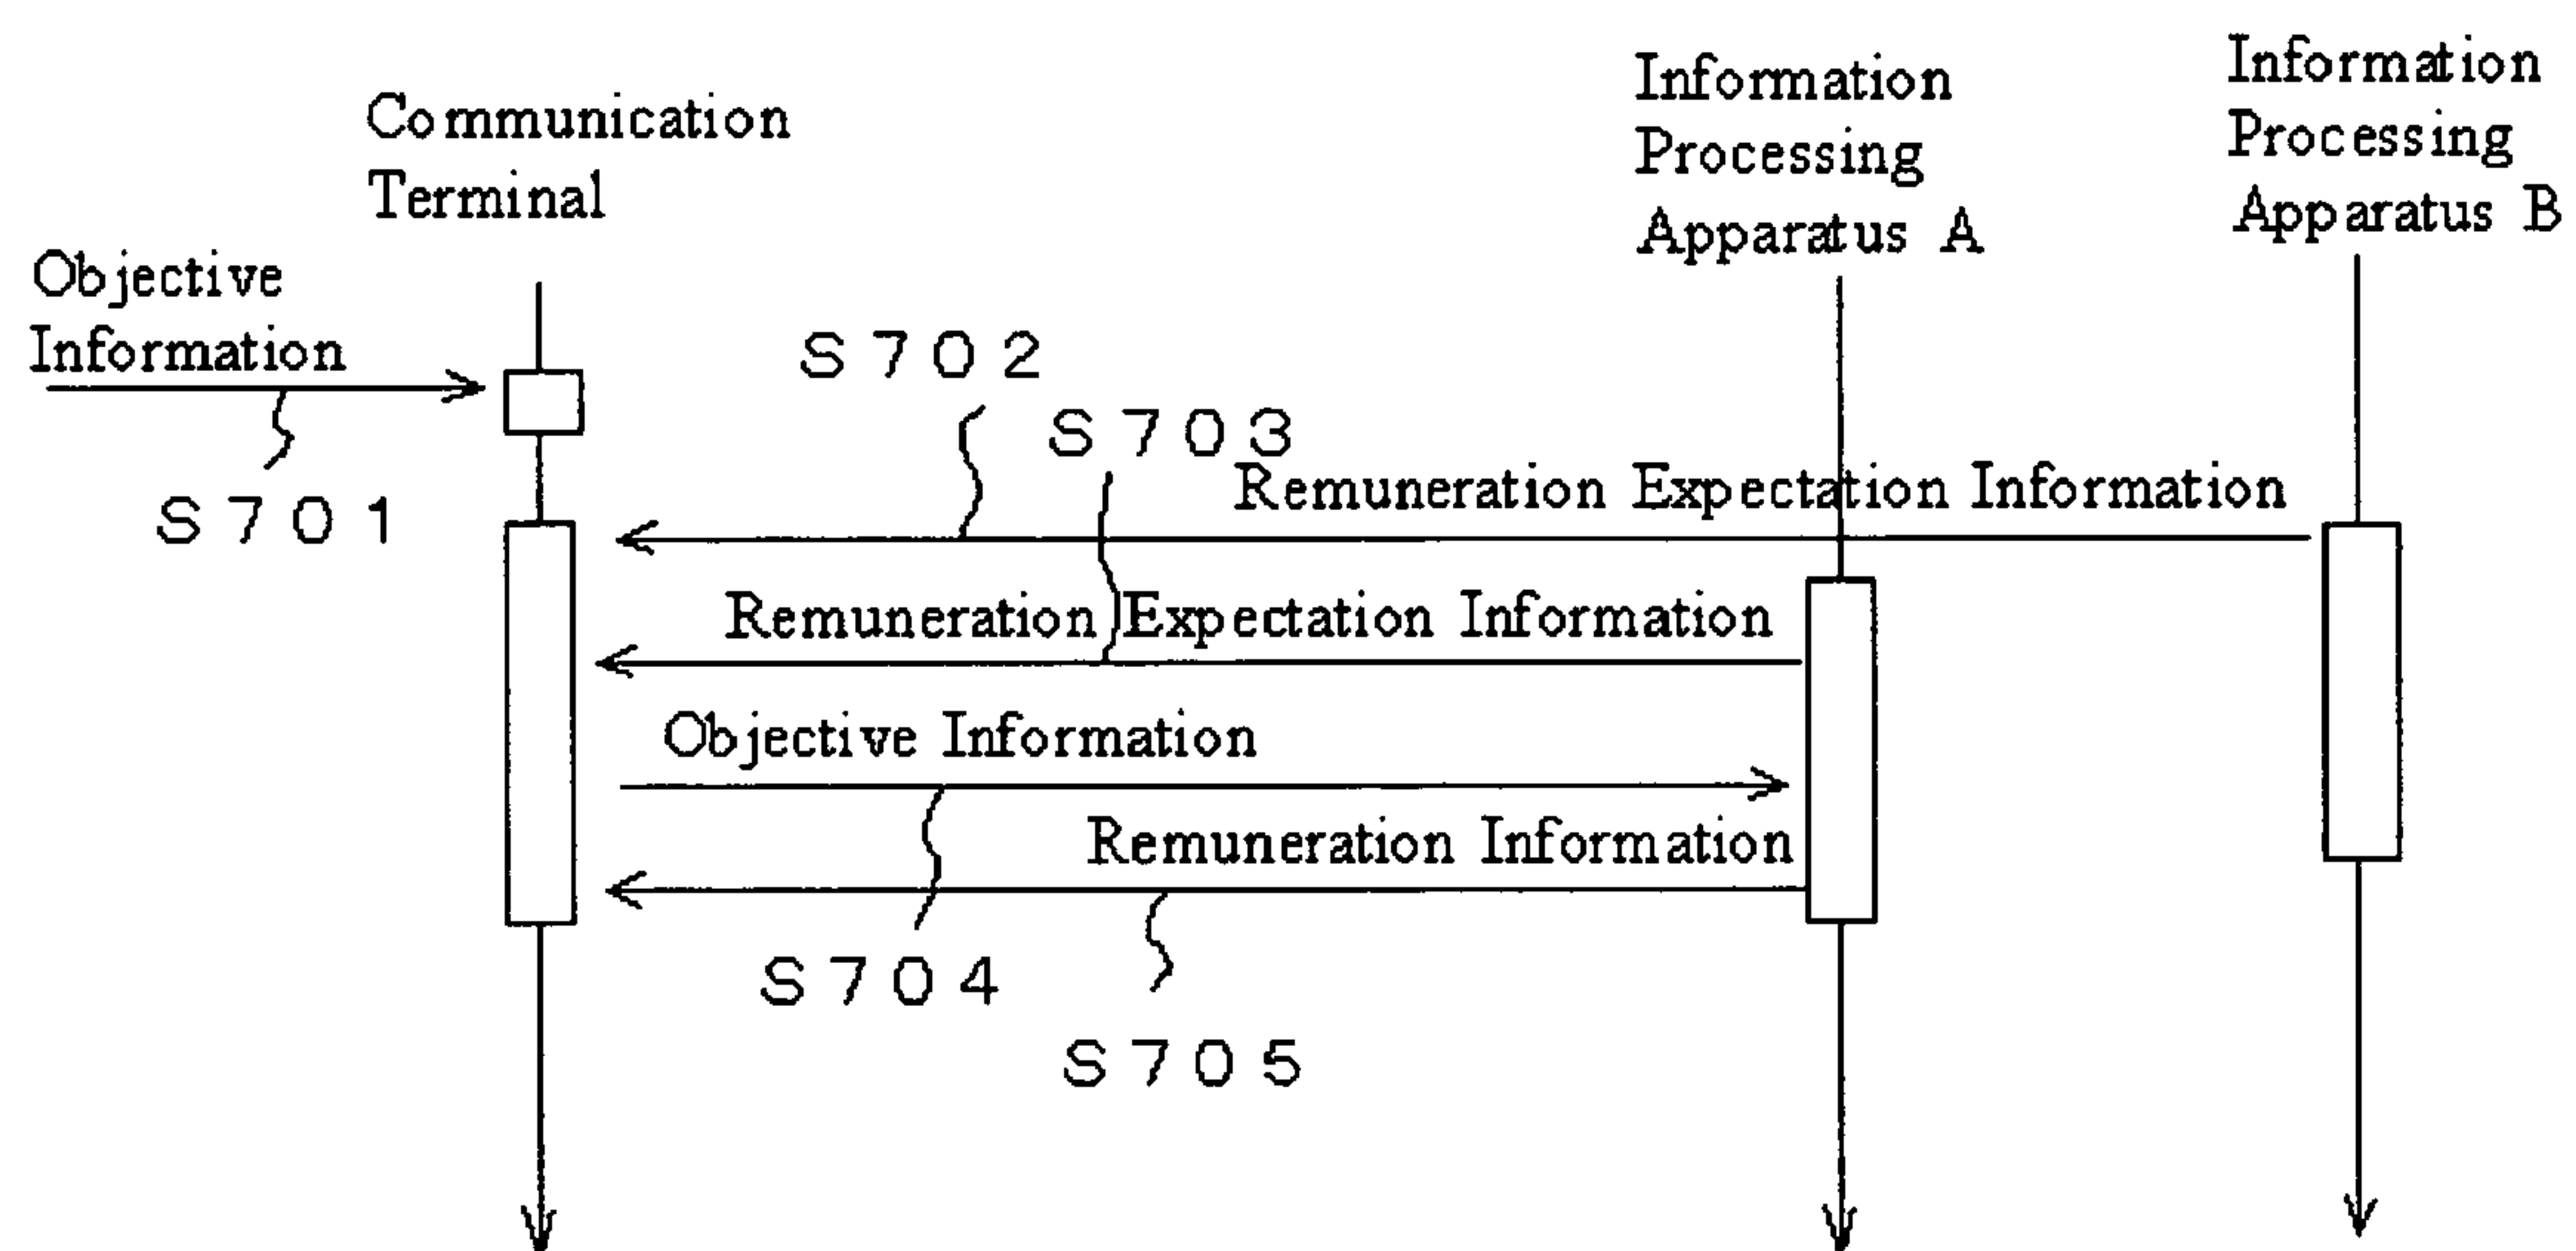 Communication
Terminal
Information
Processing
Apparatus A
Information
Processing
Apparatus B
Objective
Information
S701
S702
S703
Remuneration Expectation Information
Remuneration Expectation Information
Objective Information
Remuneration Information
S704
S705